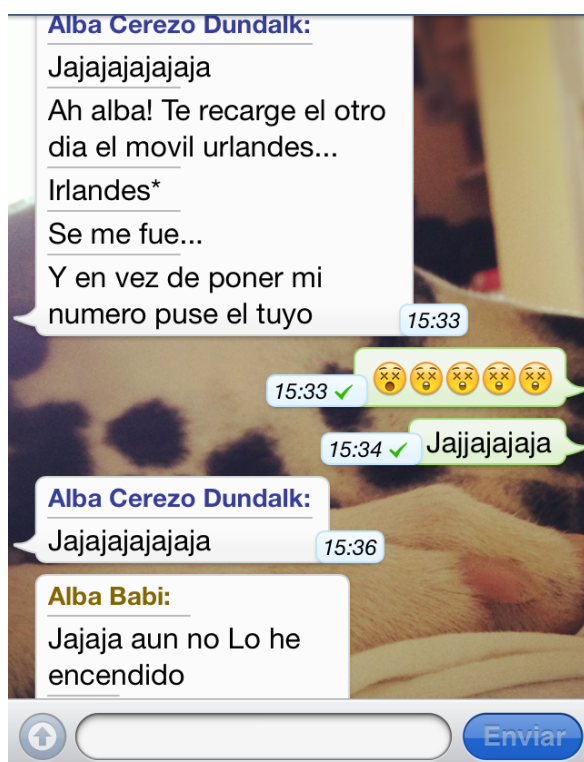 Alba Cerezo Dundalk:
Jajajajajajaja
Ah alba! Te recarge el otro
dia el movil urlandes...
Irlandes*
Se me fue...
Y en vez de poner mi
numero puse el tuyo
15:33
15:33
15:34
Jajjajajaja
Alba Cerezo Dundalk:
Jajajajajajaja
15:36
Alba Babi:
Jajaja aun no Lo he
encendido
Enviar